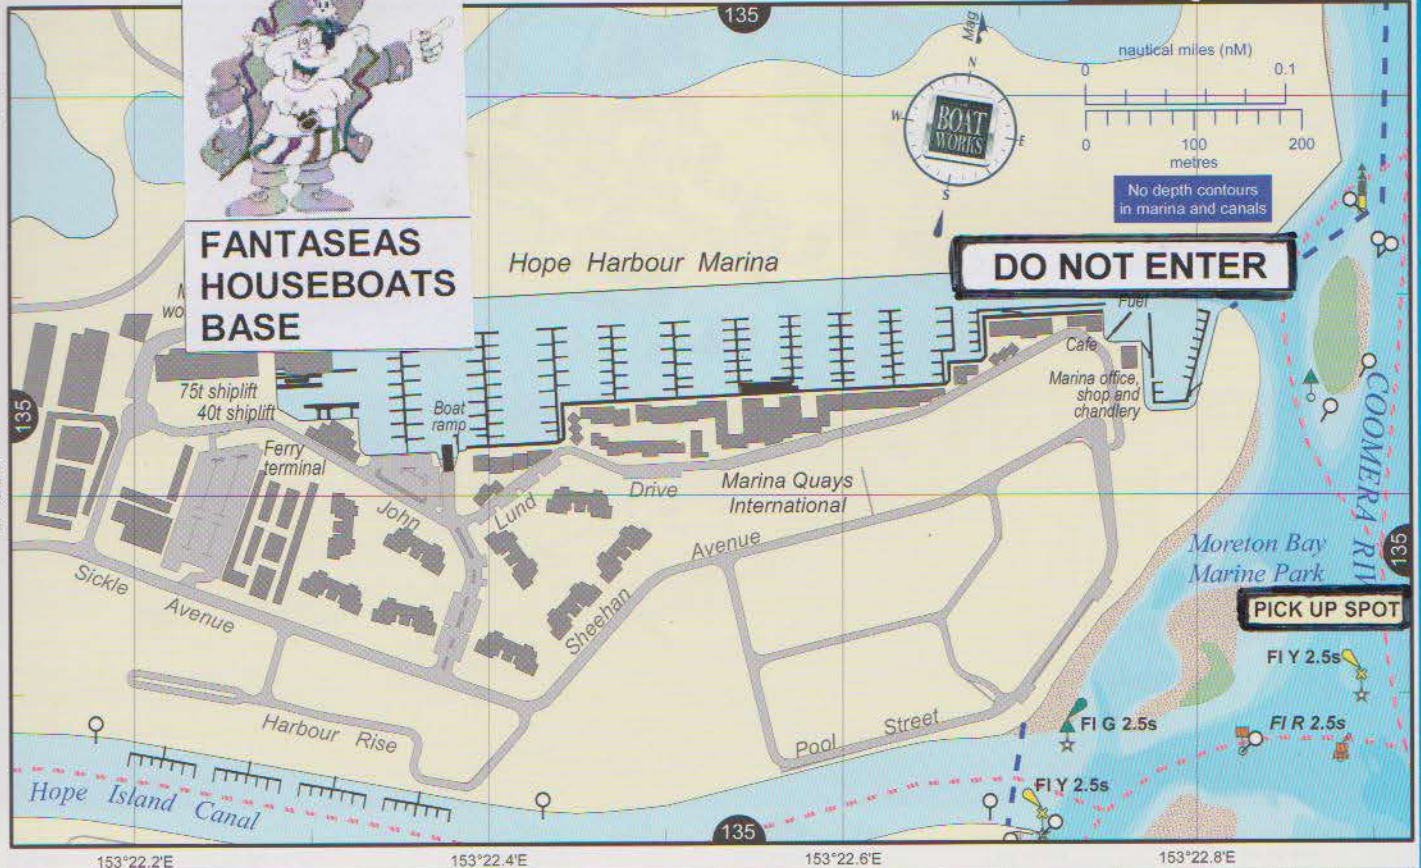 135
Mag
N
W
E
S
BOAT
WORKS
nautical miles (nM)
0
0.1
0
100
200
metres
No depth contours
in marina and canals
FANTASEAS
HOUSEBOATS
BASE
Hope Harbour Marina
DO NOT ENTER
Fuel
Cafe
Marina office,
shop and
chandlery
75t shiplift
40t shiplift
Boat
ramp
Ferry
terminal
135
John
Lund
Drive
Marina Quays
International
Avenue
Sheehan
Sickle
Avenue
Harbour Rise
Pool
Street
COOMERA RIV
Moreton Bay
Marine Park
135
PICK UP SPOT
Fl Y 2.5s
Fl G 2.5s
Fl R 2.5s
Fl Y 2.5s
Hope Island Canal
135
153°22.2'E
153°22.4'E
153°22.6'E
153°22.8'E